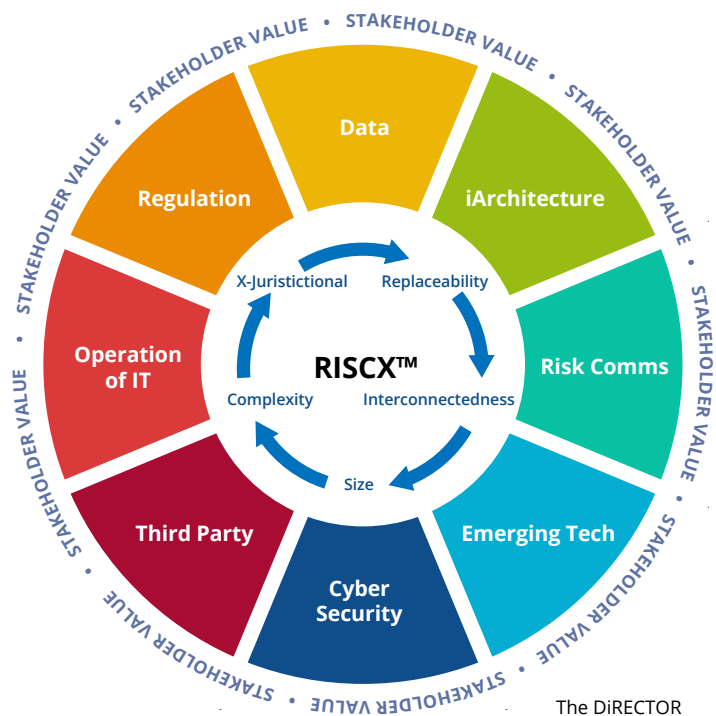 STAKEHOLDER VALUE • STAKEHOLDER VALUE • STAKEHOLDER VALUE • STAKEHOLDER VALUE • STAKEHOLDER VALUE • STAKEHOLDER VALUE • STAKEHOLDER VALUE • STAKEHOLDER VALUE • STAKEHOLDER VALUE •
Data
Regulation
iArchitecture
X-Juristictional
Replaceability
Operation
of IT
RISCX™
Risk Comms
Complexity
Interconnectedness
Size
Third Party
Emerging Tech
Cyber
Security
The DiRECTOR